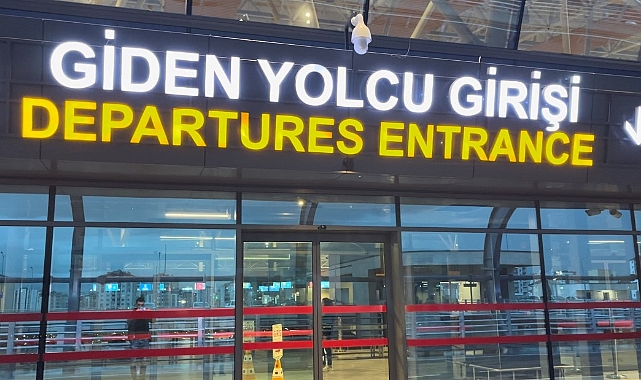 GİDEN YOLCU GİRİŞİ
DEPARTURES ENTRANCE